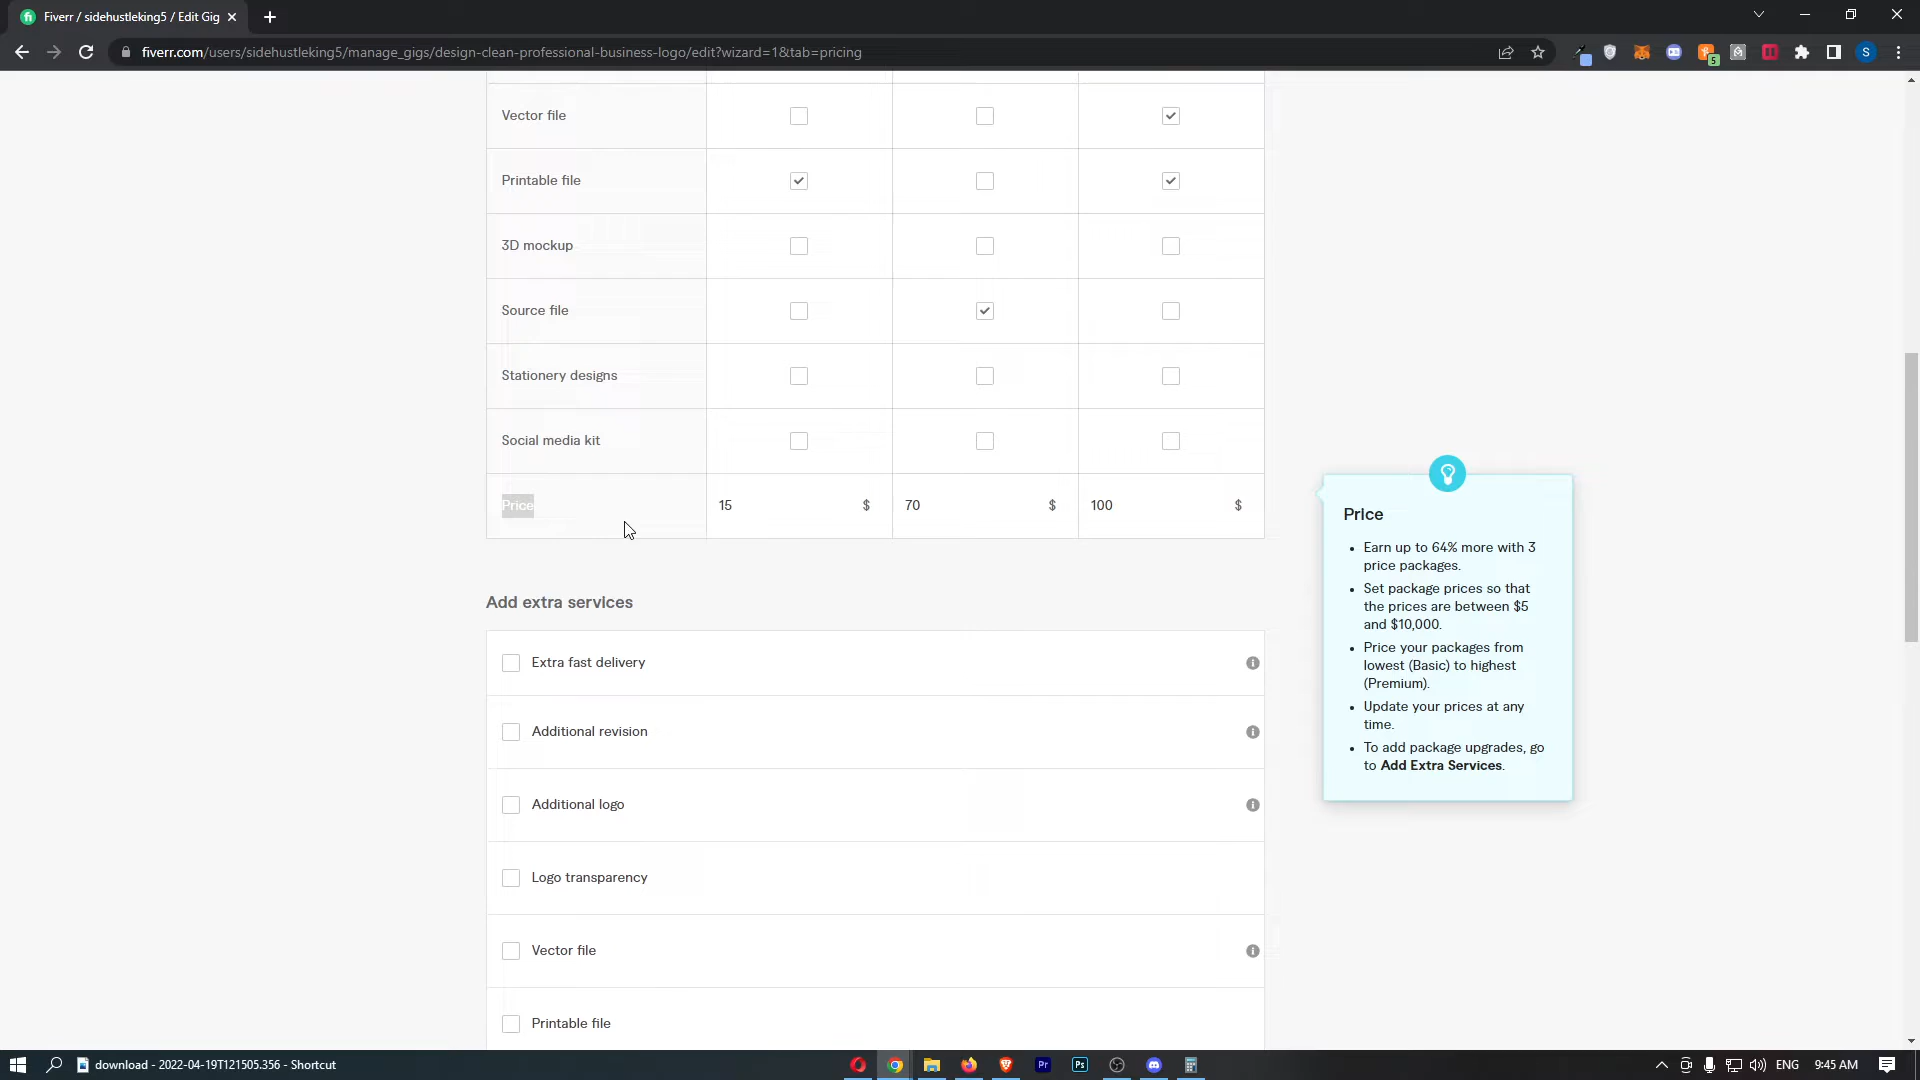 Fiverr / sidehustleking5 / Edit Gig
fiverr.com/users/sidehustleking5/manage_gigs/design-clean-professional-business-logo/edit?wizard=1&tab=pricing
5
S
Vector file
Printable file
3D mockup
Source file
Stationery designs
Social media kit
Price 15 $ 70 $ 100 $
Price
• Earn up to 64% more with 3
price packages.
• Set package prices so that
the prices are between $5
and $10,000.
• Price your packages from
lowest (Basic) to highest
(Premium).
• Update your prices at any
time.
• To add package upgrades, go
to Add Extra Services.
Add extra services
Extra fast delivery
Additional revision
Additional logo
Logo transparency
Vector file
Printable file
download - 2022-04-19T121505.356 - Shortcut
Pr
Ps
ENG
9:45 AM